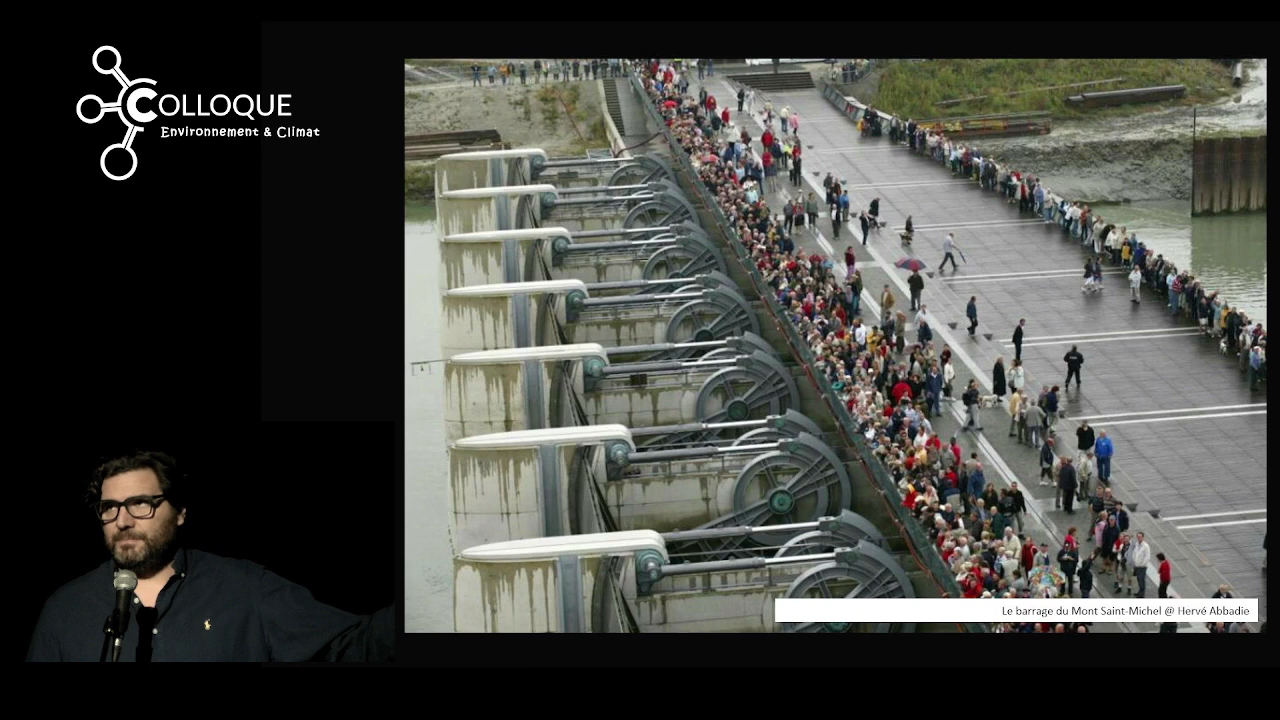 COLLOQUE
Environnement & Climat
Le barrage du Mont Saint-Michel @ Hervé Abbadie